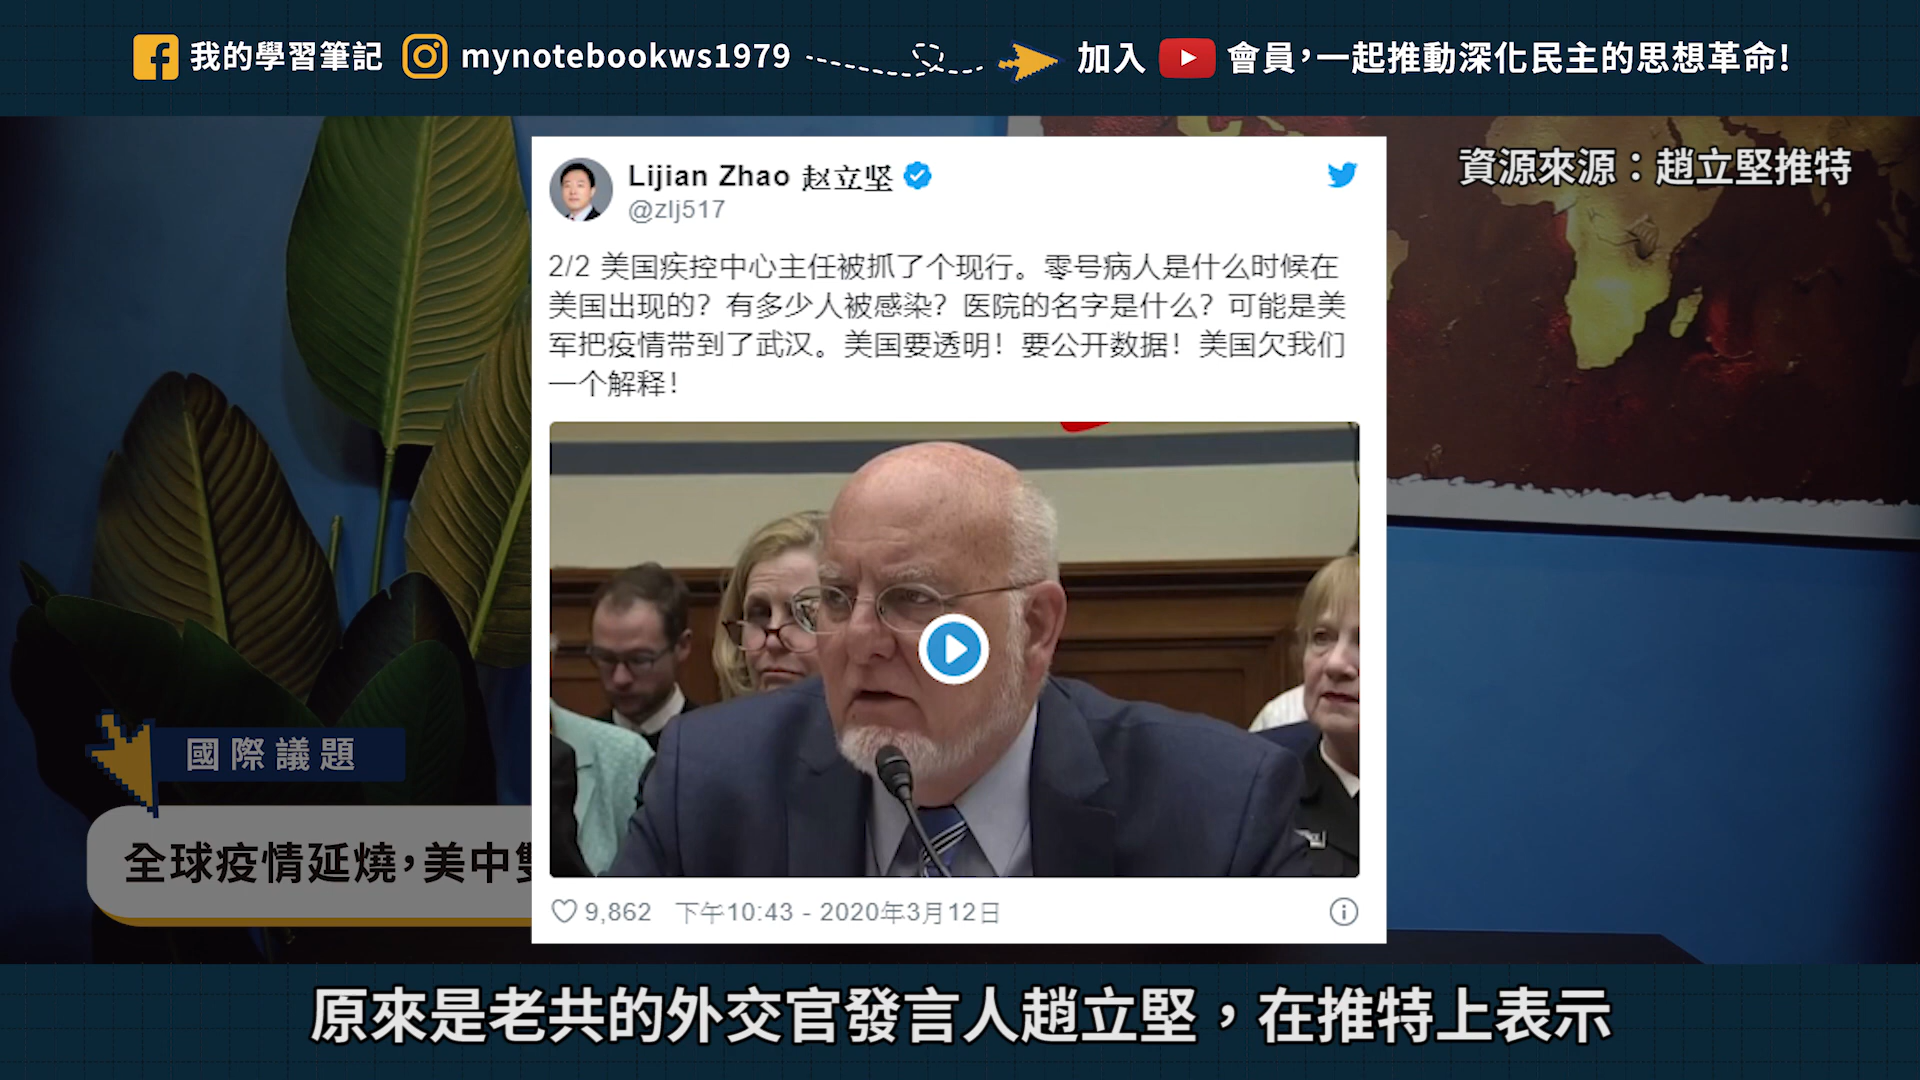 我的學習筆記 mynotebookws1979 加入 會員,一起推動深化民主的思想革命!
資源來源:趙立堅推特
Lijian Zhao 赵立坚
@zlj517
2/2 美国疾控中心主任被抓了个现行。零号病人是什么时候在
美国出现的？有多少人被感染？医院的名字是什么？可能是美
军把疫情带到了武汉。美国要透明！要公开数据！美国欠我们
一个解释！
9,862 下午10:43 - 2020年3月12日
國際議題
全球疫情延燒,美中
原來是老共的外交官發言人趙立堅,在推特上表示